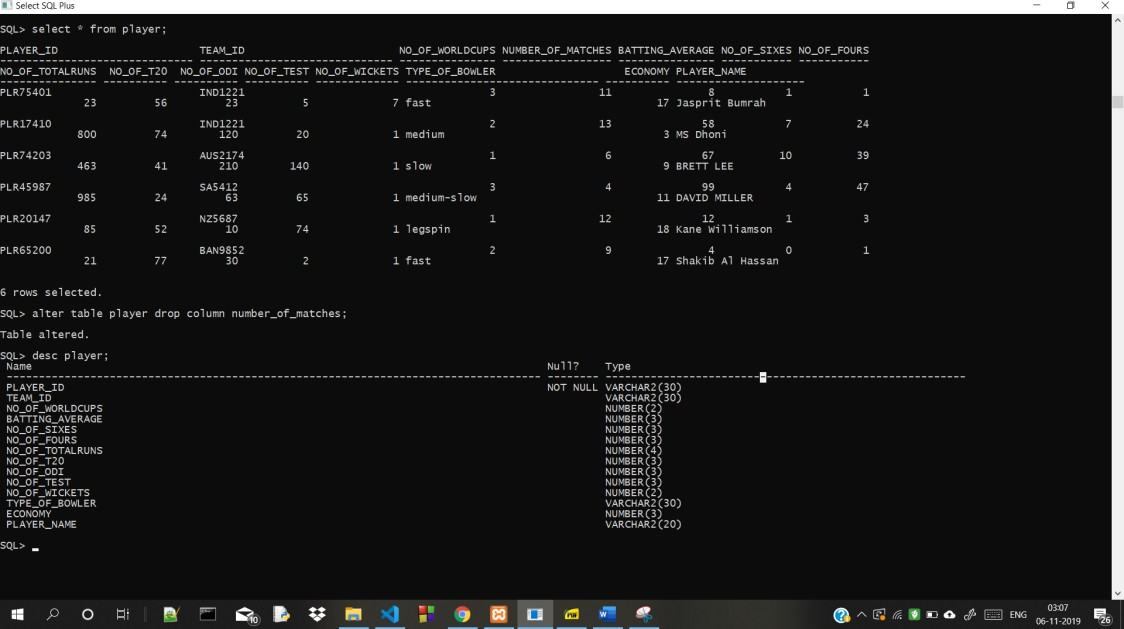 Select SQL Plus
SQL> select * from player;
PLAYER_ID TEAM_ID NO_OF_WORLDCUPS NUMBER_OF_MATCHES BATTING_AVERAGE NO_OF_SIXES NO_OF_FOURS
NO_OF_TOTALRUNS NO_OF_T20 NO_OF_ODI NO_OF_TEST NO_OF_WICKETS TYPE_OF_BOWLER ECONOMY PLAYER_NAME
PLR75401 IND1221 3 11 8 1 1
23 56 23 5 7 fast 17 Jasprit Bumrah
PLR17410 IND1221 2 13 58 7 24
800 74 120 20 1 medium 3 MS Dhoni
PLR74203 AUS2174 1 6 67 10 39
463 41 210 140 1 slow 9 BRETT LEE
PLR45987 SA5412 3 4 99 4 47
985 24 63 65 1 medium-slow 11 DAVID MILLER
PLR20147 NZ5687 1 12 12 1 3
85 52 10 74 1 legspin 18 Kane Williamson
PLR65200 BAN9852 2 9 4 0 1
21 77 30 2 1 fast 17 Shakib Al Hassan
6 rows selected.
SQL> alter table player drop column number_of_matches;
Table altered.
SQL> desc player;
Name Null? Type
PLAYER_ID NOT NULL VARCHAR2(30)
TEAM_ID VARCHAR2(30)
NO_OF_WORLDCUPS NUMBER(2)
BATTING_AVERAGE NUMBER(3)
NO_OF_SIXES NUMBER(3)
NO_OF_FOURS NUMBER(3)
NO_OF_TOTALRUNS NUMBER(4)
NO_OF_T20 NUMBER(3)
NO_OF_ODI NUMBER(3)
NO_OF_TEST NUMBER(3)
NO_OF_WICKETS NUMBER(2)
TYPE_OF_BOWLER VARCHAR2(30)
ECONOMY NUMBER(3)
PLAYER_NAME VARCHAR2(20)
SQL>
10
ENG
03:07
06-11-2019
26